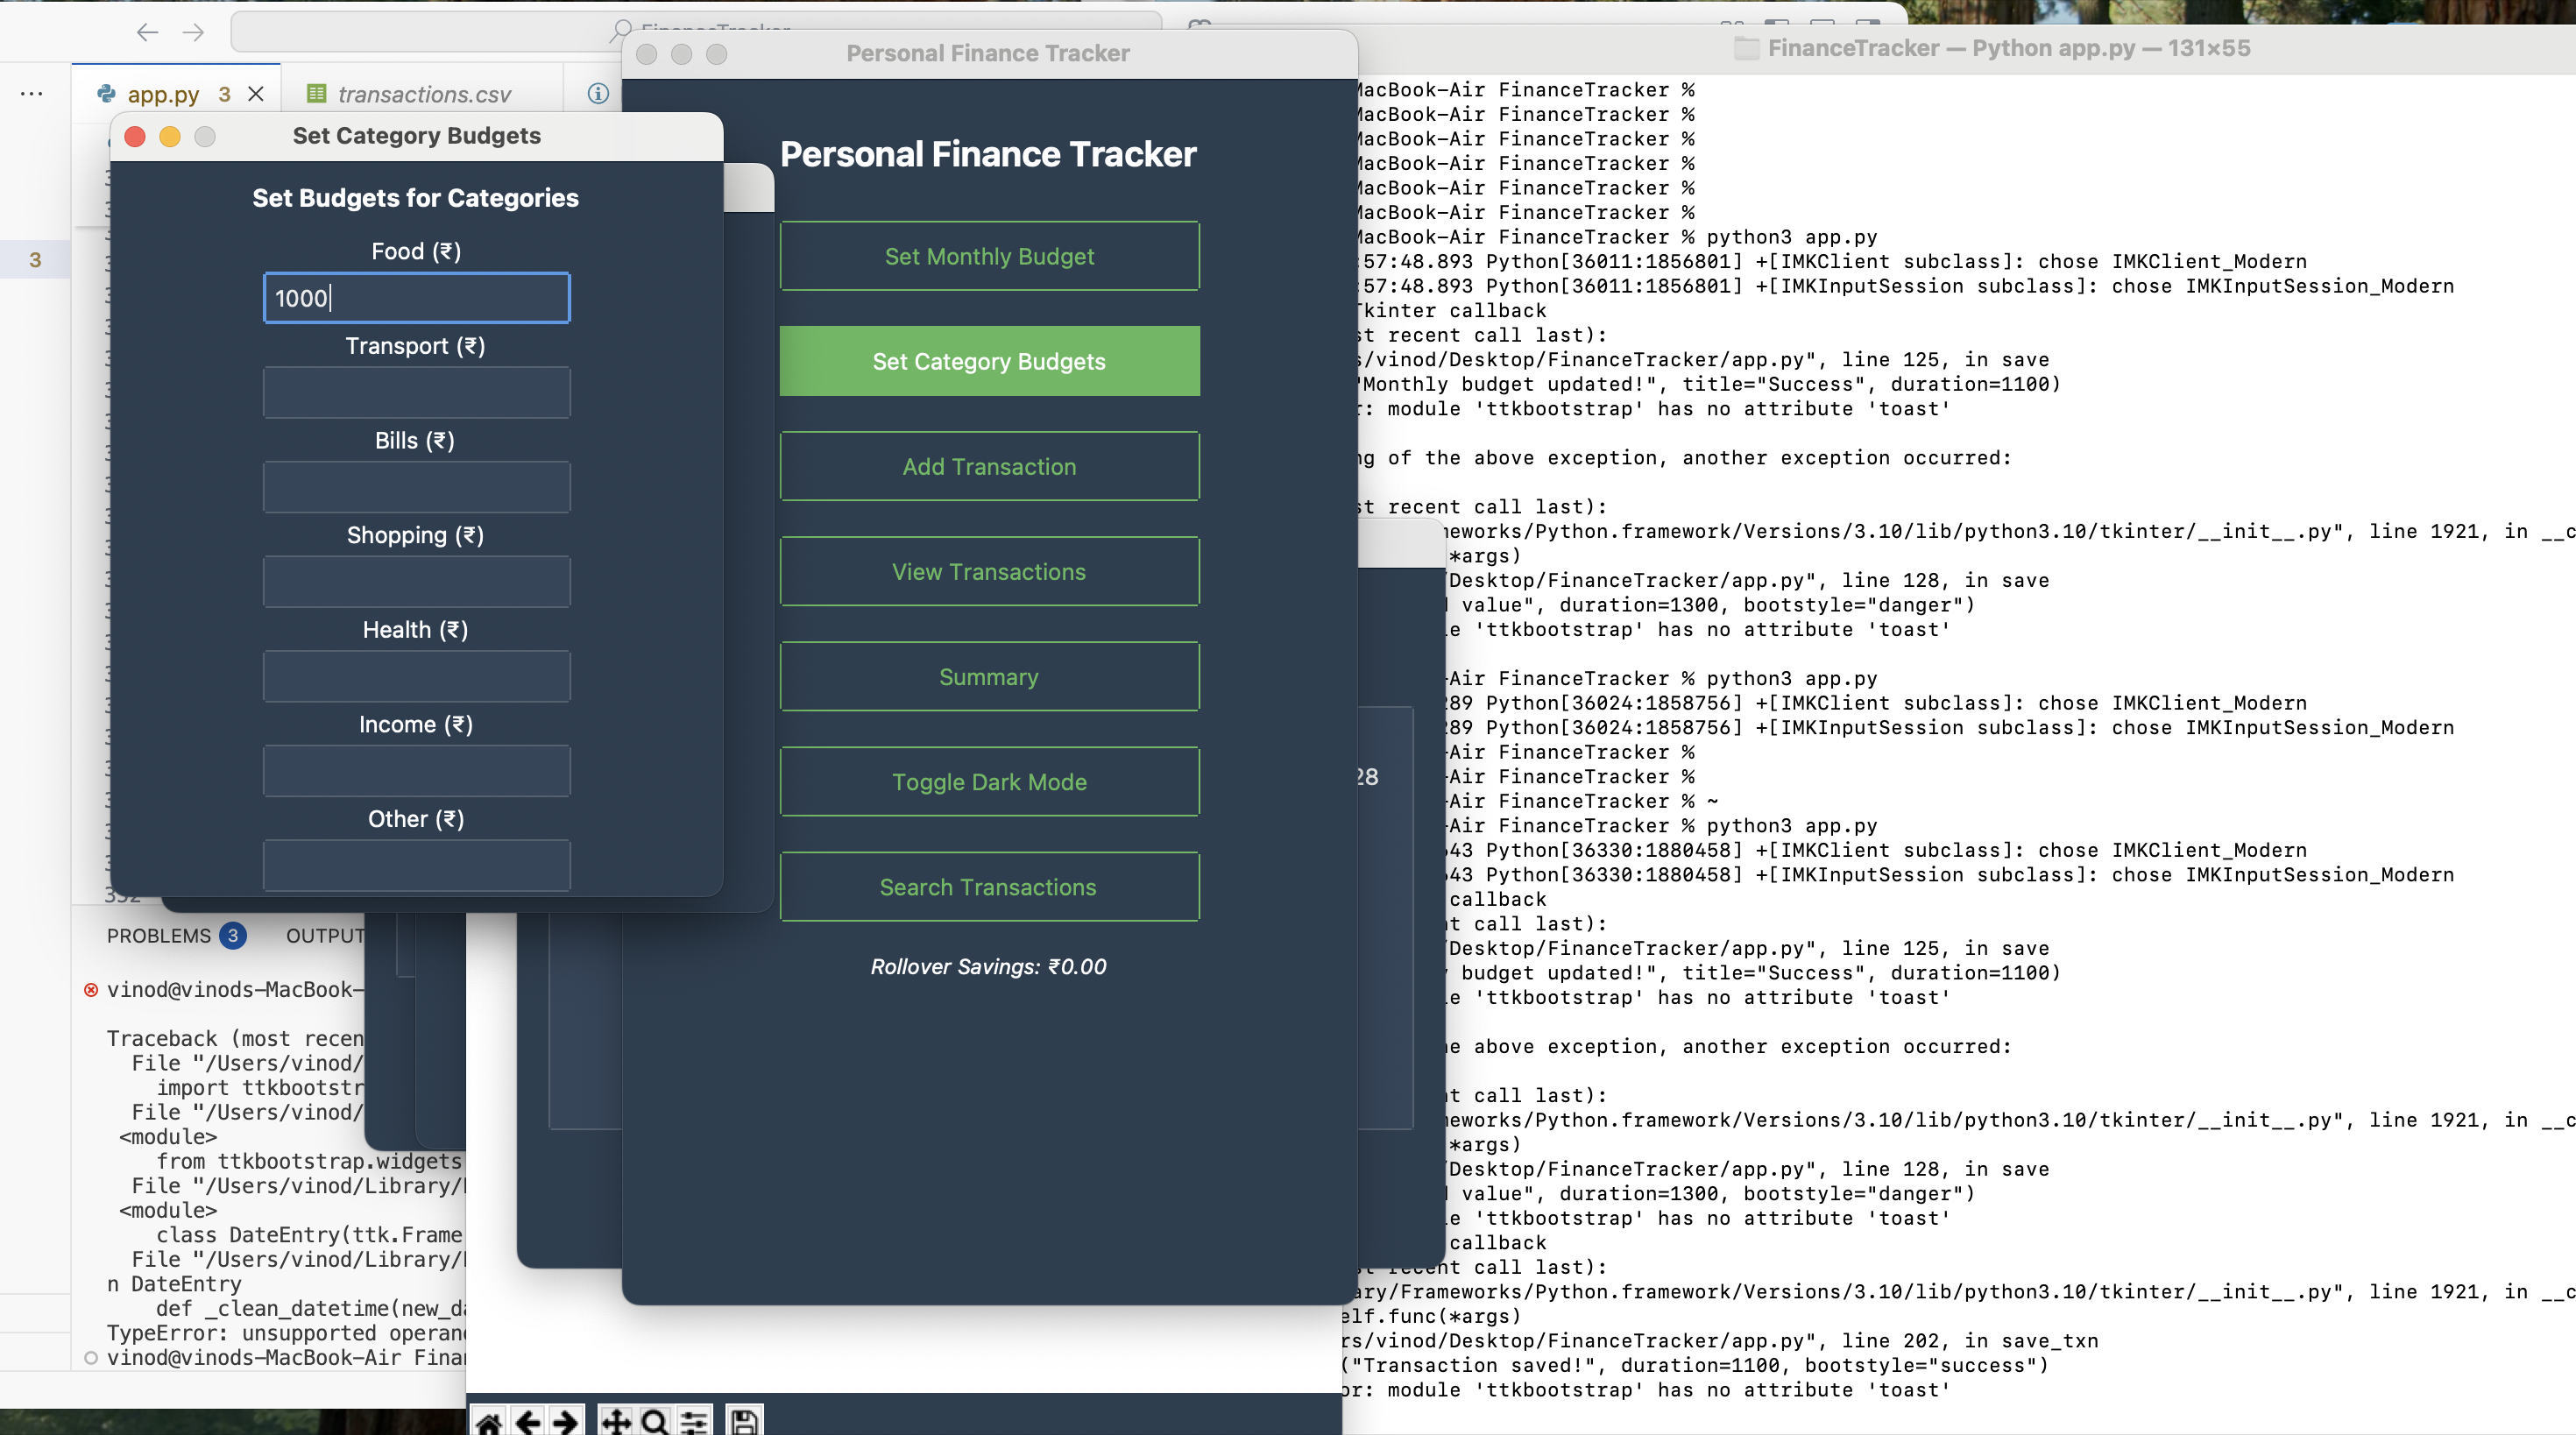 FinanceTracker — Python app.py — 131×55
Personal Finance Tracker
app.py 3
transactions.csv
3
Set Category Budgets
Set Budgets for Categories
Food (₹)
1000
Transport (₹)
Bills (₹)
Shopping (₹)
Health (₹)
Income (₹)
Other (₹)
Personal Finance Tracker
Set Monthly Budget
Set Category Budgets
Add Transaction
View Transactions
Summary
Toggle Dark Mode
Search Transactions
Rollover Savings: ₹0.00
28
PROBLEMS 3 OUTPUT
vinod@vinods-MacBook-
Traceback (most recen
File "/Users/vinod/
import ttkbootstr
File "/Users/vinod/
<module>
from ttkbootstrap.widgets
File "/Users/vinod/Library/
<module>
class DateEntry(ttk.Frame
File "/Users/vinod/Library/
n DateEntry
def _clean_datetime(new_da
TypeError: unsupported operan
vinod@vinods-MacBook-Air Finan
MacBook-Air FinanceTracker %
MacBook-Air FinanceTracker %
MacBook-Air FinanceTracker %
MacBook-Air FinanceTracker %
MacBook-Air FinanceTracker %
MacBook-Air FinanceTracker %
MacBook-Air FinanceTracker % python3 app.py
:57:48.893 Python[36011:1856801] +[IMKClient subclass]: chose IMKClient_Modern
:57:48.893 Python[36011:1856801] +[IMKInputSession subclass]: chose IMKInputSession_Modern
Tkinter callback
st recent call last):
s/vinod/Desktop/FinanceTracker/app.py", line 125, in save
"Monthly budget updated!", title="Success", duration=1100)
r: module 'ttkbootstrap' has no attribute 'toast'
ng of the above exception, another exception occurred:
st recent call last):
meworks/Python.framework/Versions/3.10/lib/python3.10/tkinter/__init__.py", line 1921, in __c
*args)
/Desktop/FinanceTracker/app.py", line 128, in save
value", duration=1300, bootstyle="danger")
e 'ttkbootstrap' has no attribute 'toast'
-Air FinanceTracker % python3 app.py
289 Python[36024:1858756] +[IMKClient subclass]: chose IMKClient_Modern
289 Python[36024:1858756] +[IMKInputSession subclass]: chose IMKInputSession_Modern
-Air FinanceTracker %
-Air FinanceTracker %
-Air FinanceTracker % ~
-Air FinanceTracker % python3 app.py
643 Python[36330:1880458] +[IMKClient subclass]: chose IMKClient_Modern
643 Python[36330:1880458] +[IMKInputSession subclass]: chose IMKInputSession_Modern
callback
nt call last):
/Desktop/FinanceTracker/app.py", line 125, in save
y budget updated!", title="Success", duration=1100)
e 'ttkbootstrap' has no attribute 'toast'
he above exception, another exception occurred:
nt call last):
meworks/Python.framework/Versions/3.10/lib/python3.10/tkinter/__init__.py", line 1921, in __c
*args)
/Desktop/FinanceTracker/app.py", line 128, in save
value", duration=1300, bootstyle="danger")
e 'ttkbootstrap' has no attribute 'toast'
callback
st recent call last):
ary/Frameworks/Python.framework/Versions/3.10/lib/python3.10/tkinter/__init__.py", line 1921, in __c
elf.func(*args)
rs/vinod/Desktop/FinanceTracker/app.py", line 202, in save_txn
("Transaction saved!", duration=1100, bootstyle="success")
or: module 'ttkbootstrap' has no attribute 'toast'